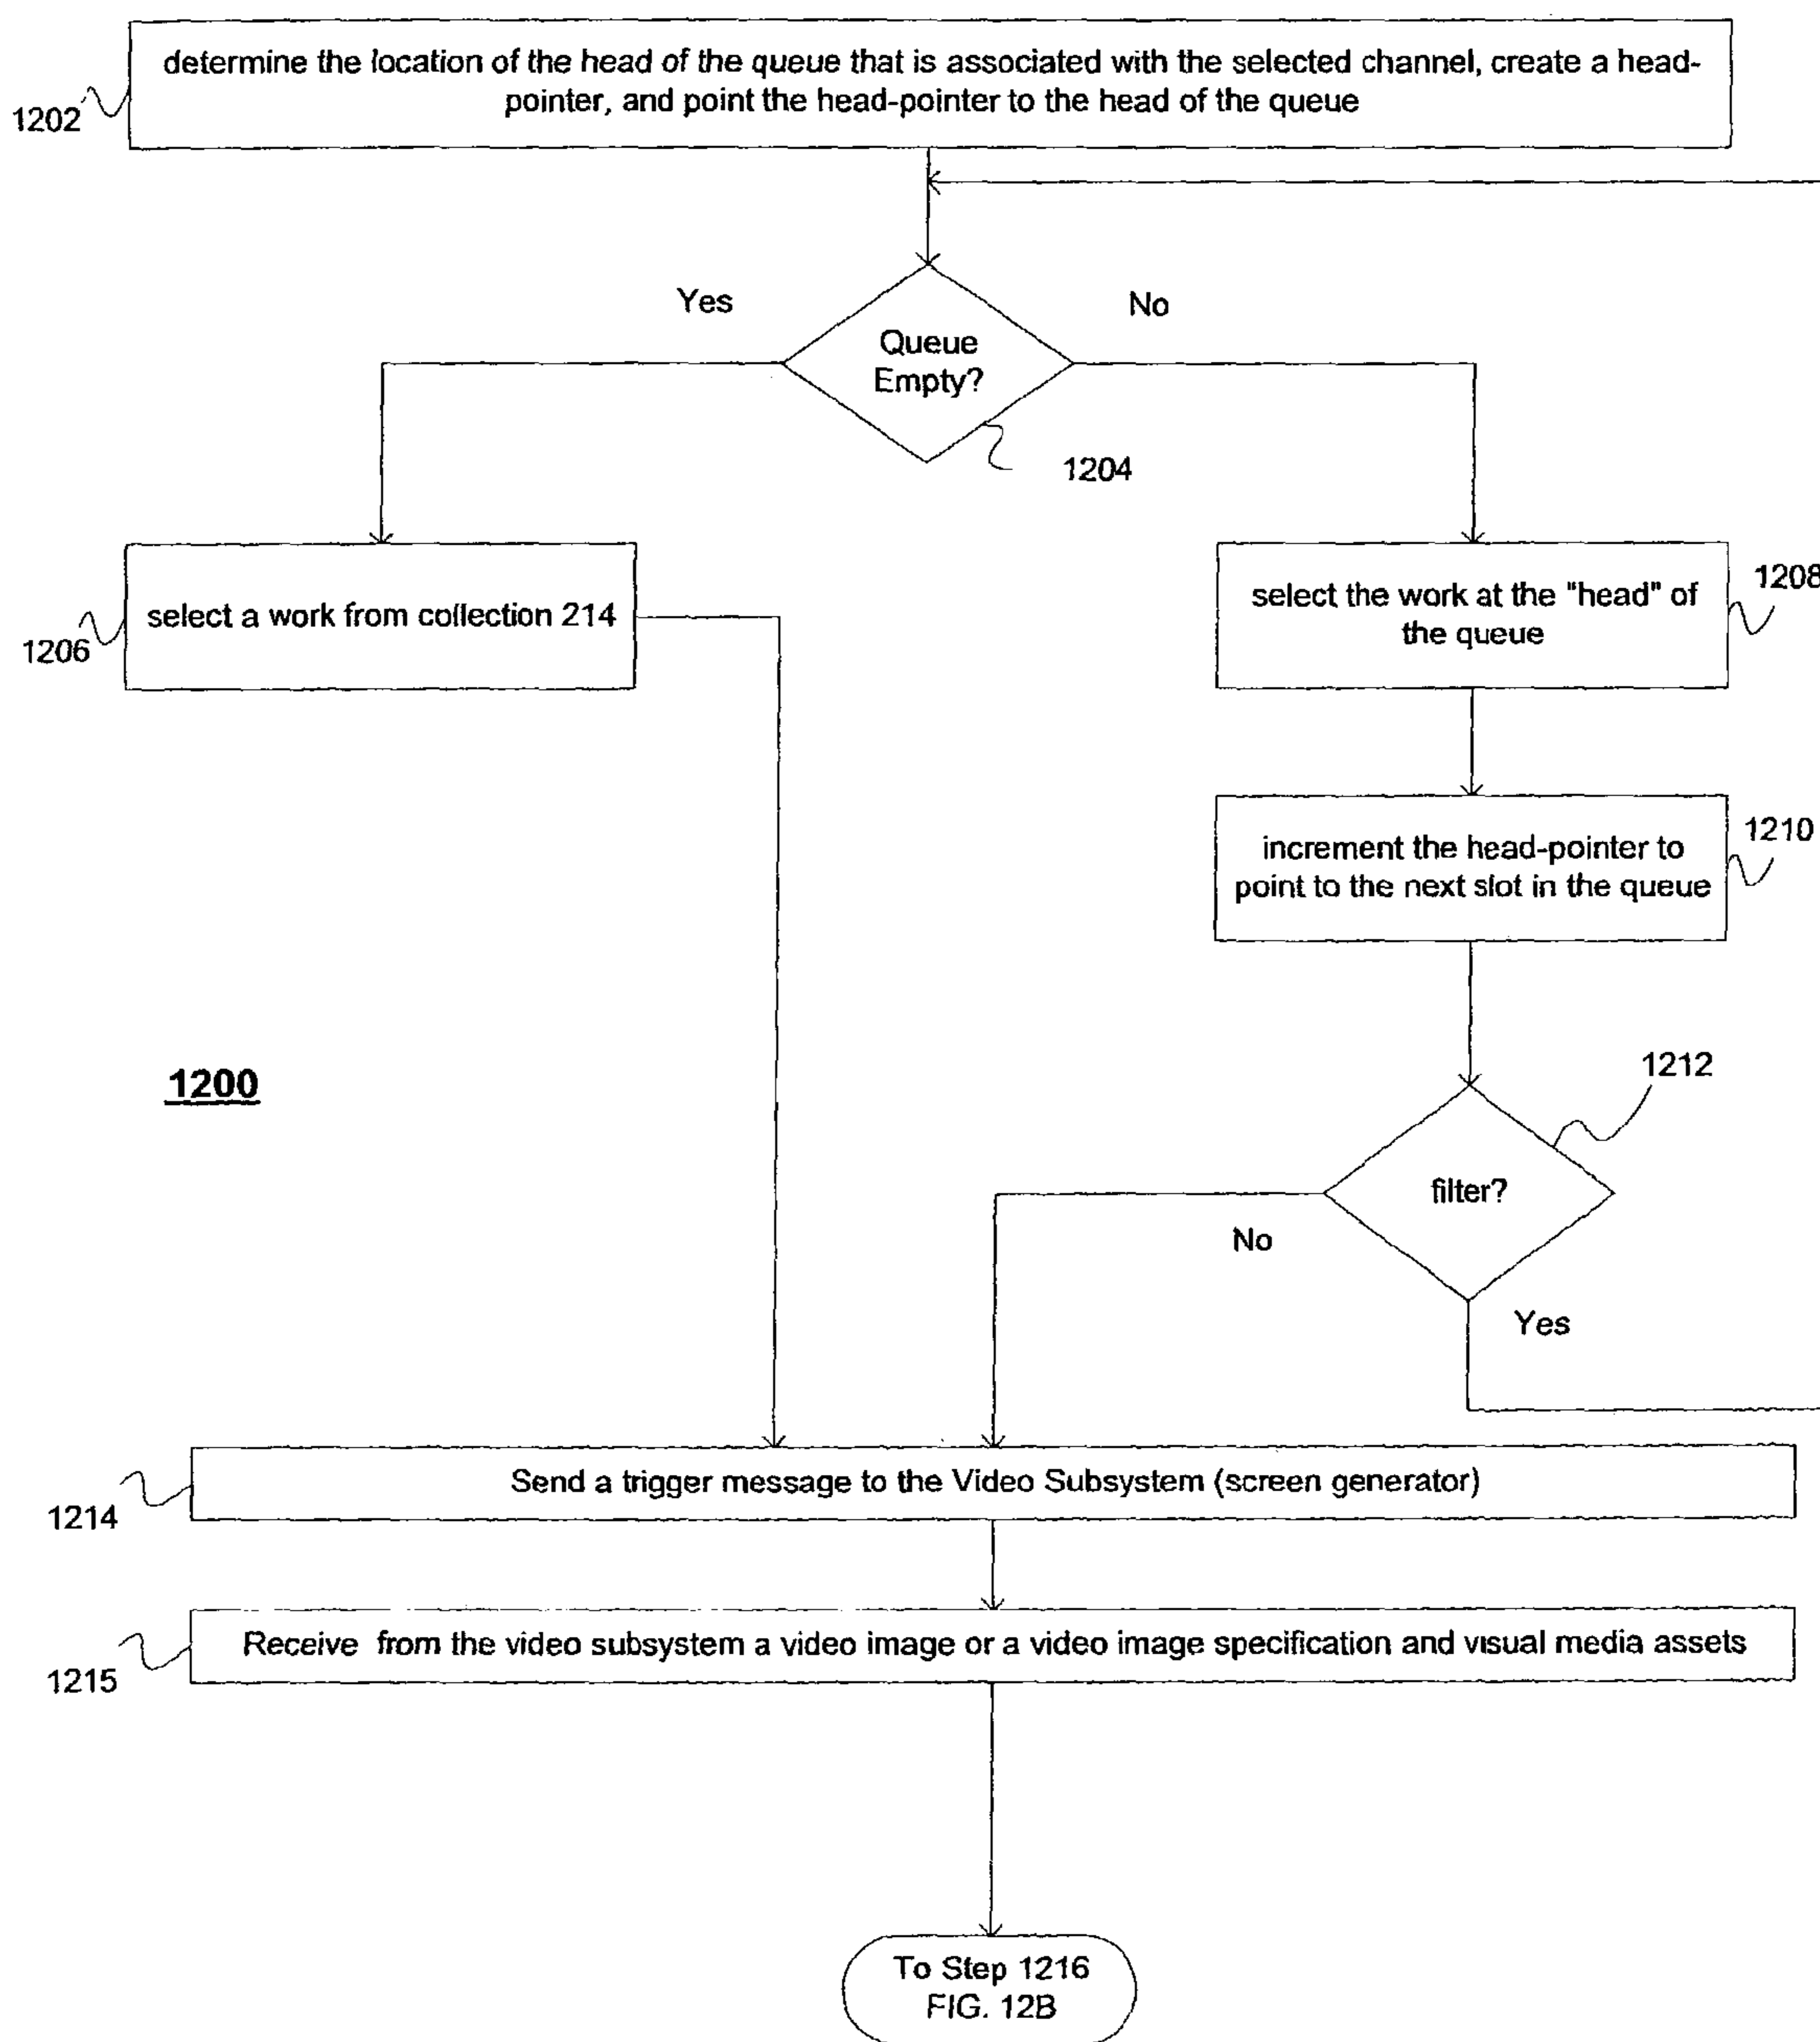 determine the location of the head of the queue that is associated with the selected channel, create a head-
pointer, and point the head-pointer to the head of the queue
1202
Yes
No
Queue
Empty?
1204
select a work from collection 214
1206
select the work at the "head" of
the queue
1208
increment the head-pointer to
point to the next slot in the queue
1210
1200
1212
filter?
No
Yes
Send a trigger message to the Video Subsystem (screen generator)
1214
Receive from the video subsystem a video image or a video image specification and visual media assets
1215
To Step 1216
FIG. 12B